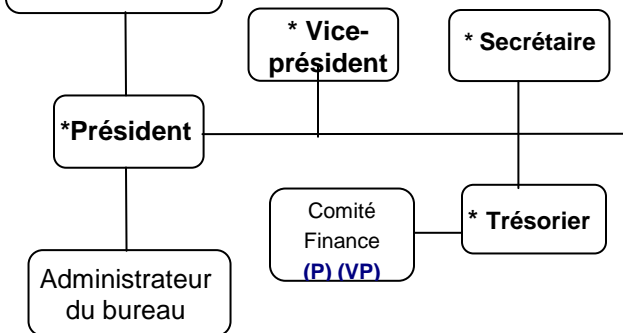 * Vice-
président
* Secrétaire
*Président
Comité
Finance
(P) (VP)
* Trésorier
Administrateur
du bureau